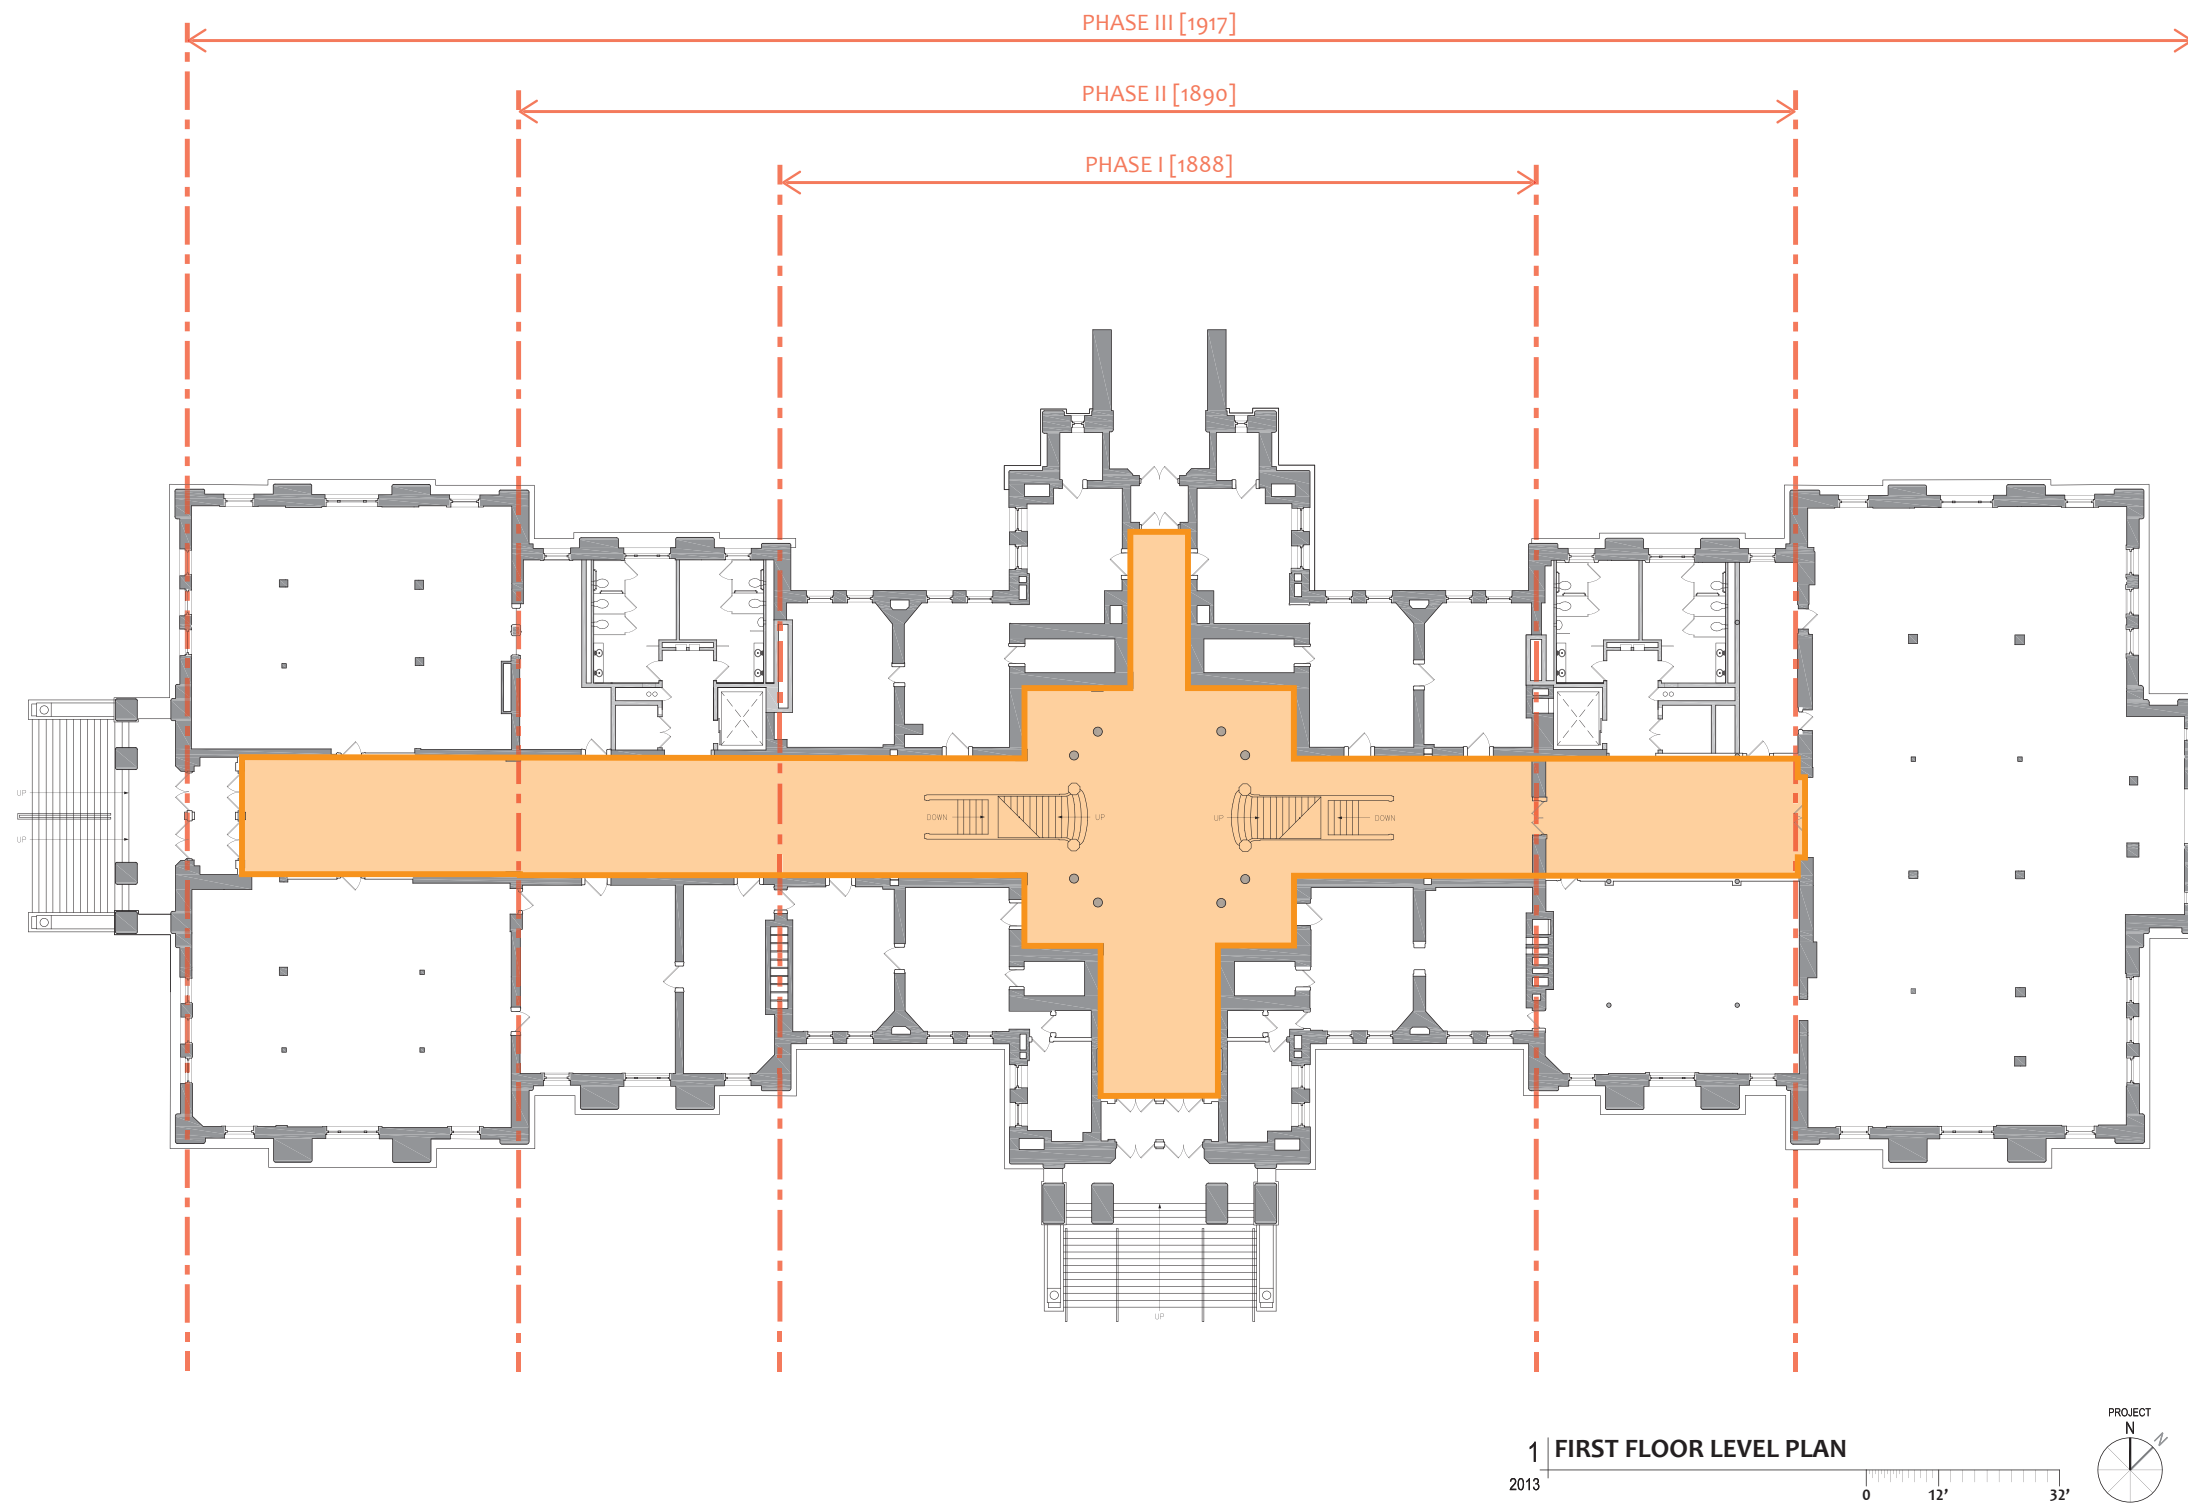 PHASE III [1917]
PHASE II [1890]
PHASE I [1888]
UP
UP
DOWN
UP
UP
DOWN
UP
PROJECT
N
N
1 FIRST FLOOR LEVEL PLAN
2013
0 12' 32'